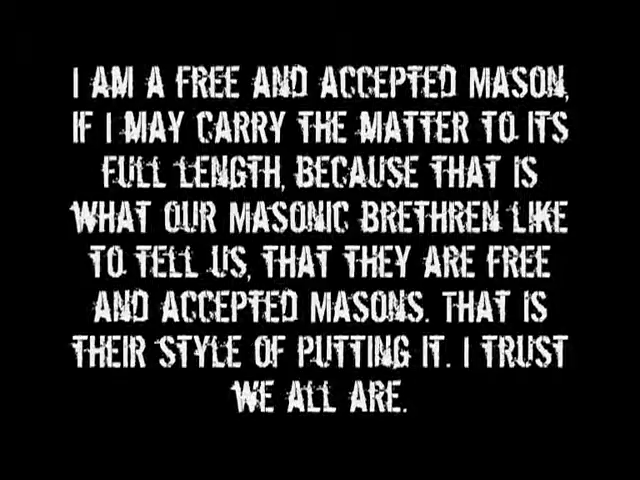 I AM A FREE AND ACCEPTED MASON,
IF I MAY CARRY THE MATTER TO ITS
FULL LENGTH, BECAUSE THAT IS
WHAT OUR MASONIC BRETHREN LIKE
TO TELL US, THAT THEY ARE FREE
AND ACCEPTED MASONS. THAT IS
THEIR STYLE OF PUTTING IT. I TRUST
WE ALL ARE.